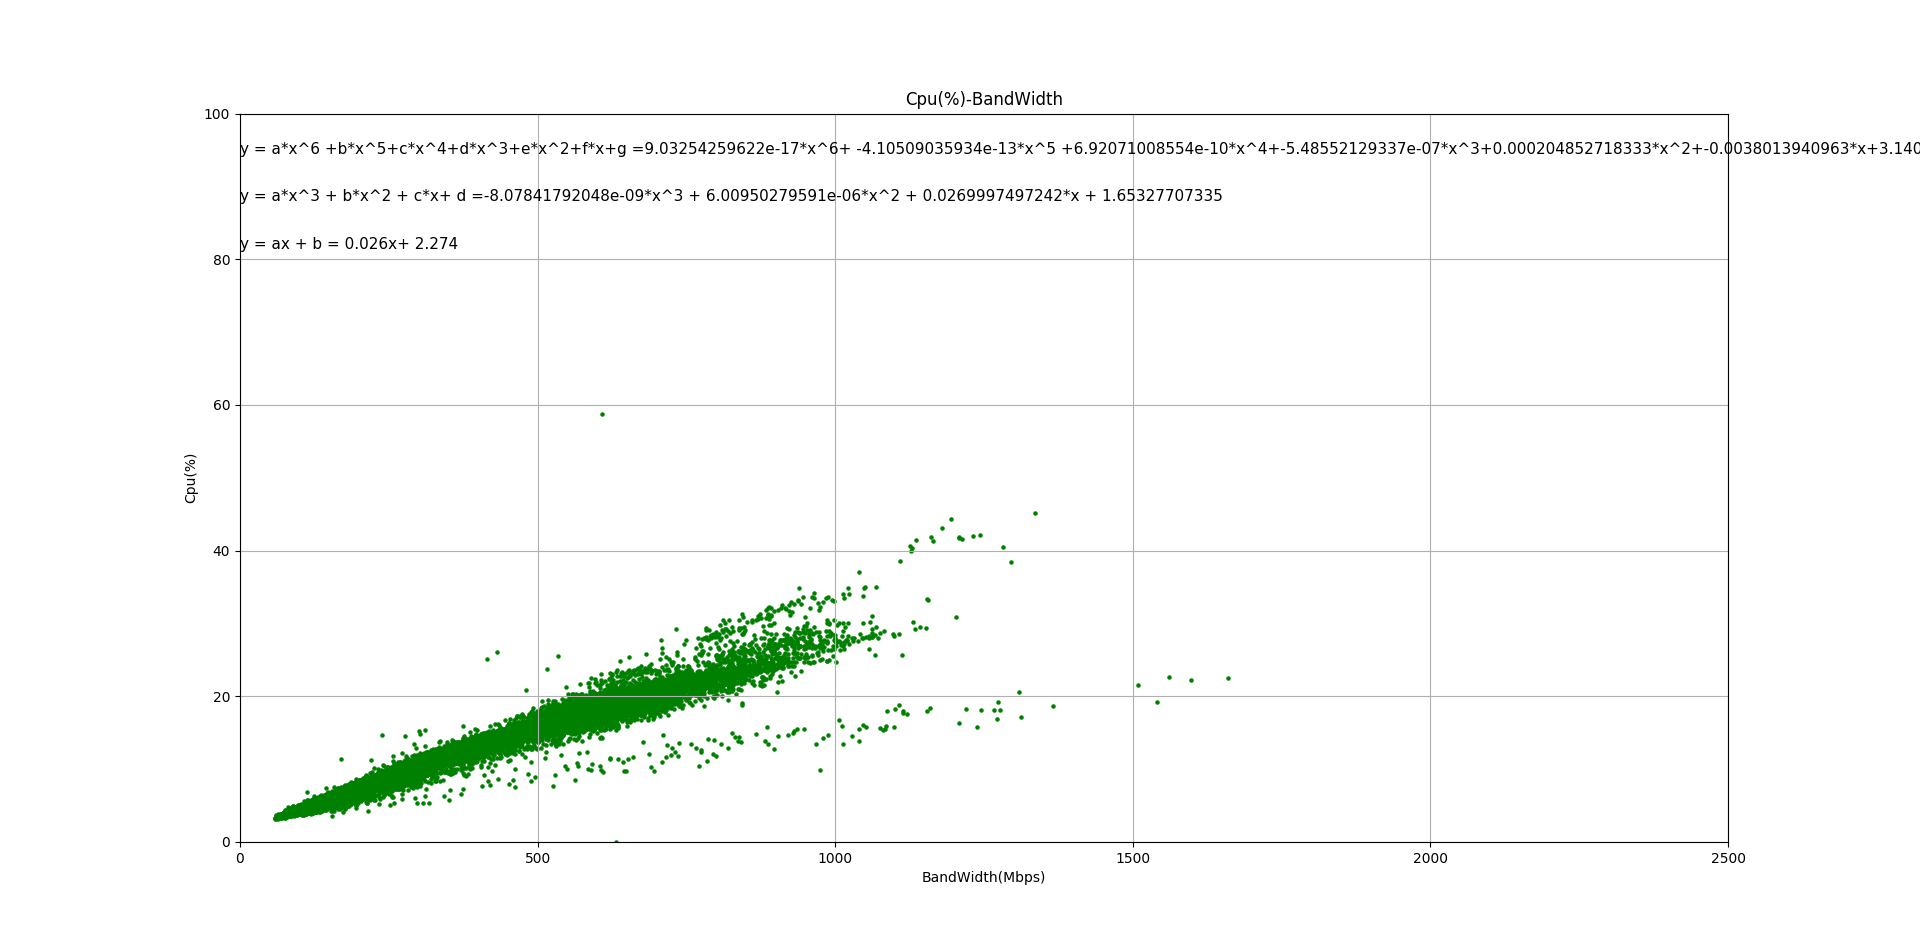 Cpu(%)-BandWidth
100
y = a*x^6 +b*x^5+c*x^4+d*x^3+e*x^2+f*x+g =9.03254259622e-17*x^6+ -4.10509035934e-13*x^5 +6.92071008554e-10*x^4+-5.48552129337e-07*x^3+0.000204852718333*x^2+-0.0038013940963*x+3.140
y = a*x^3 + b*x^2 + c*x+ d =-8.07841792048e-09*x^3 + 6.00950279591e-06*x^2 + 0.0269997497242*x + 1.65327707335
y = ax + b = 0.026x+ 2.274
80
60
Cpu(%)
40
20
0
0 500 1000 1500 2000 2500
BandWidth(Mbps)